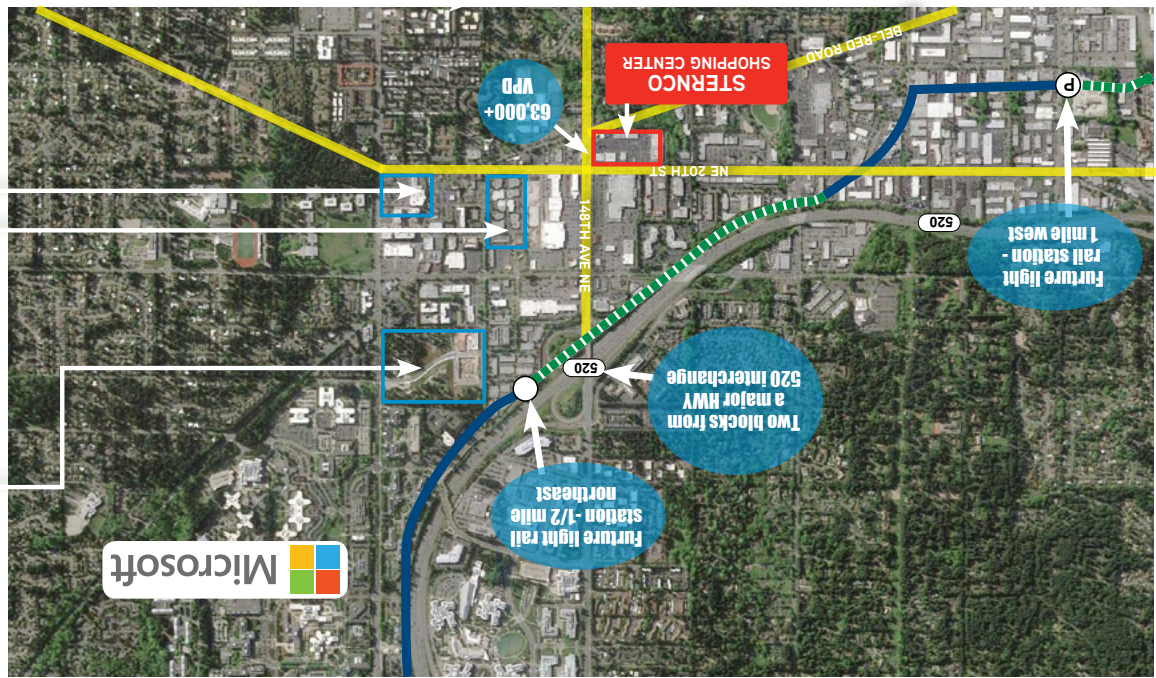 Microsoft
Furture light rail
station -1/2 mile
northeast
Two blocks from
a major HWY
520 interchange
520
Furture light
rail station -
1 mile west
520
148TH AVE NE
NE 20TH ST
63,000+
VPD
P
STERNCO
SHOPPING CENTER
BEL-RED ROAD